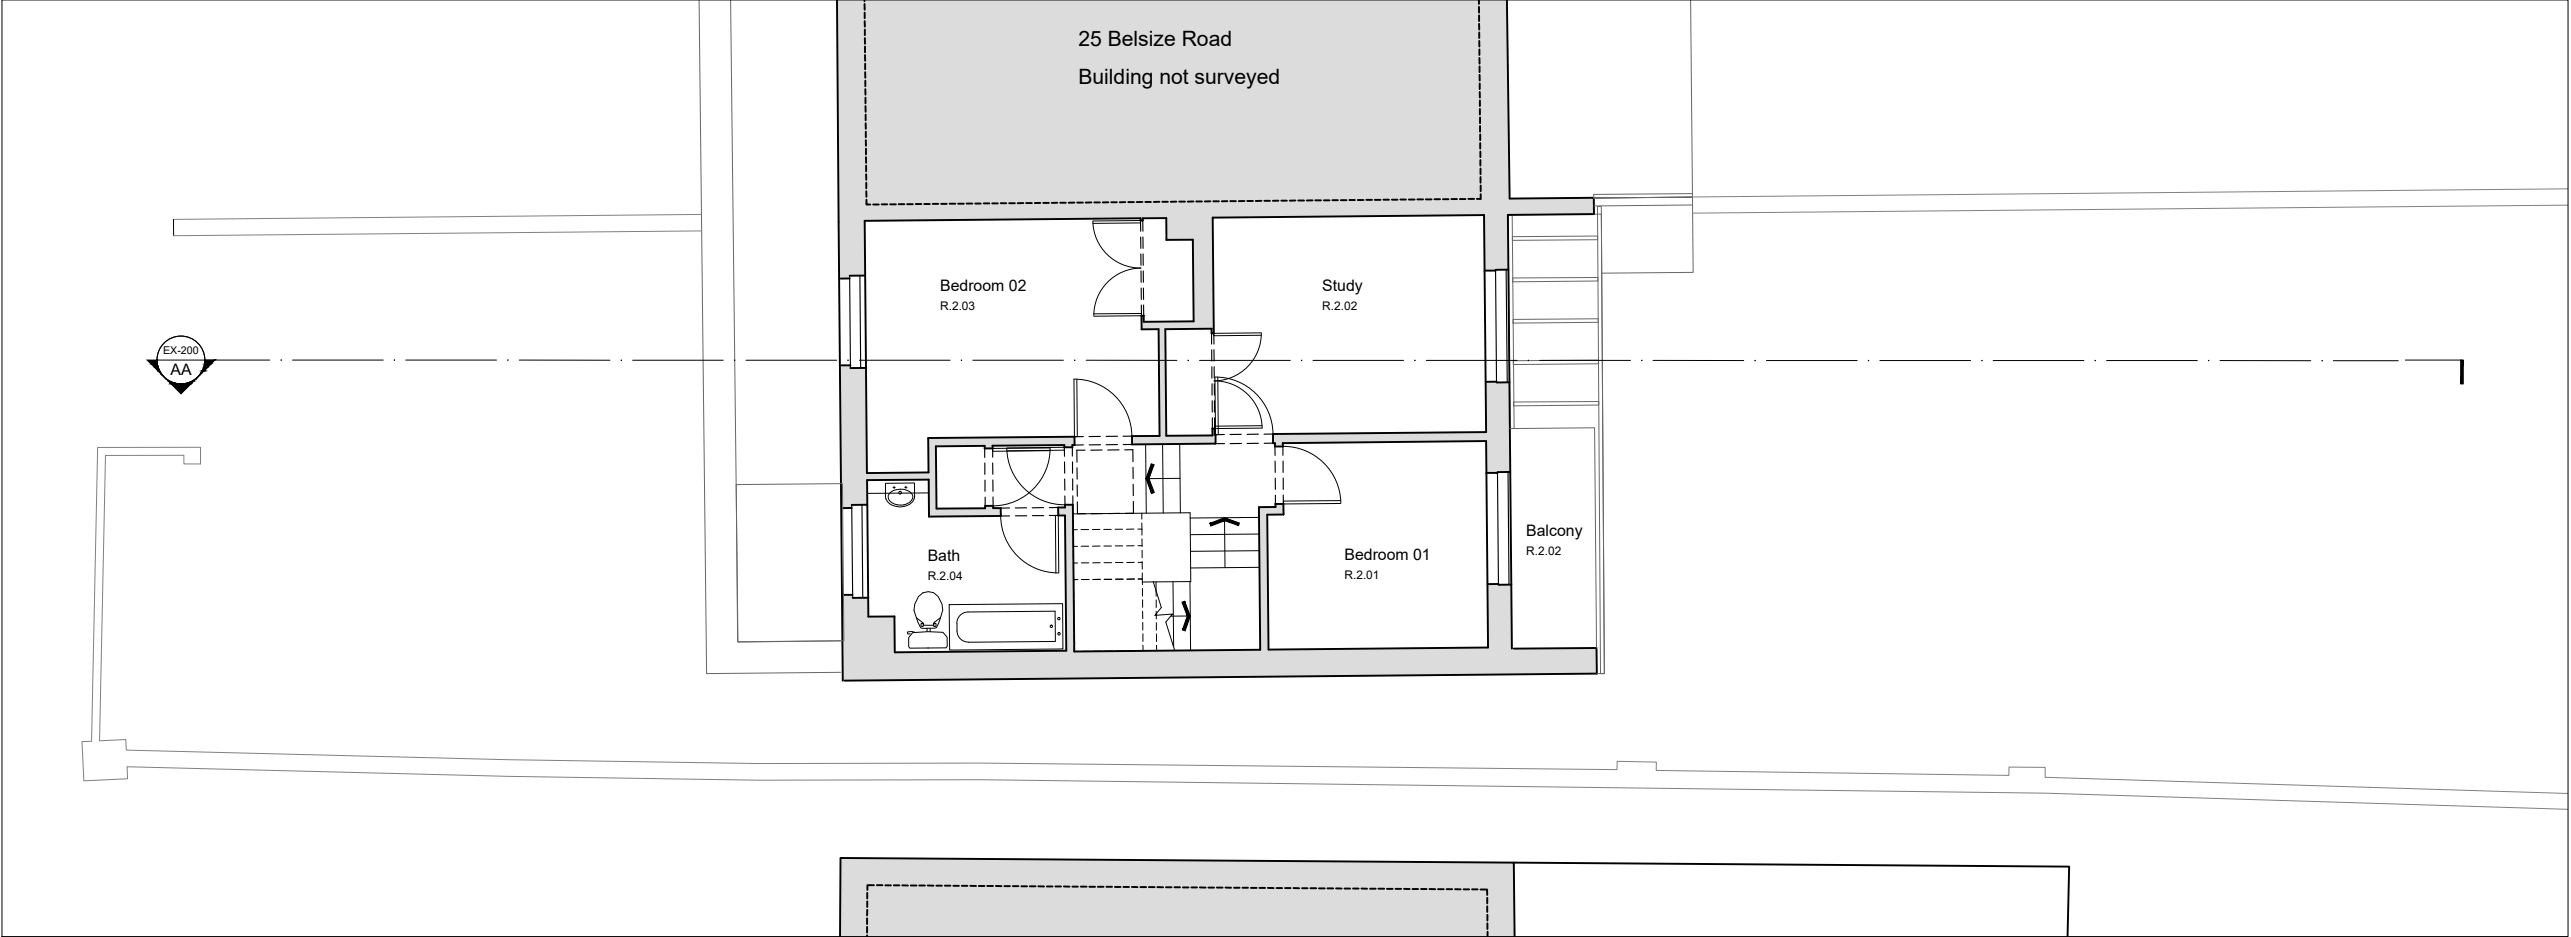 25 Belsize Road
Building not surveyed
Bedroom 02
R.2.03
Study
R.2.02
EX-200
AA
Balcony
R.2.02
Bath
R.2.04
Bedroom 01
R.2.01